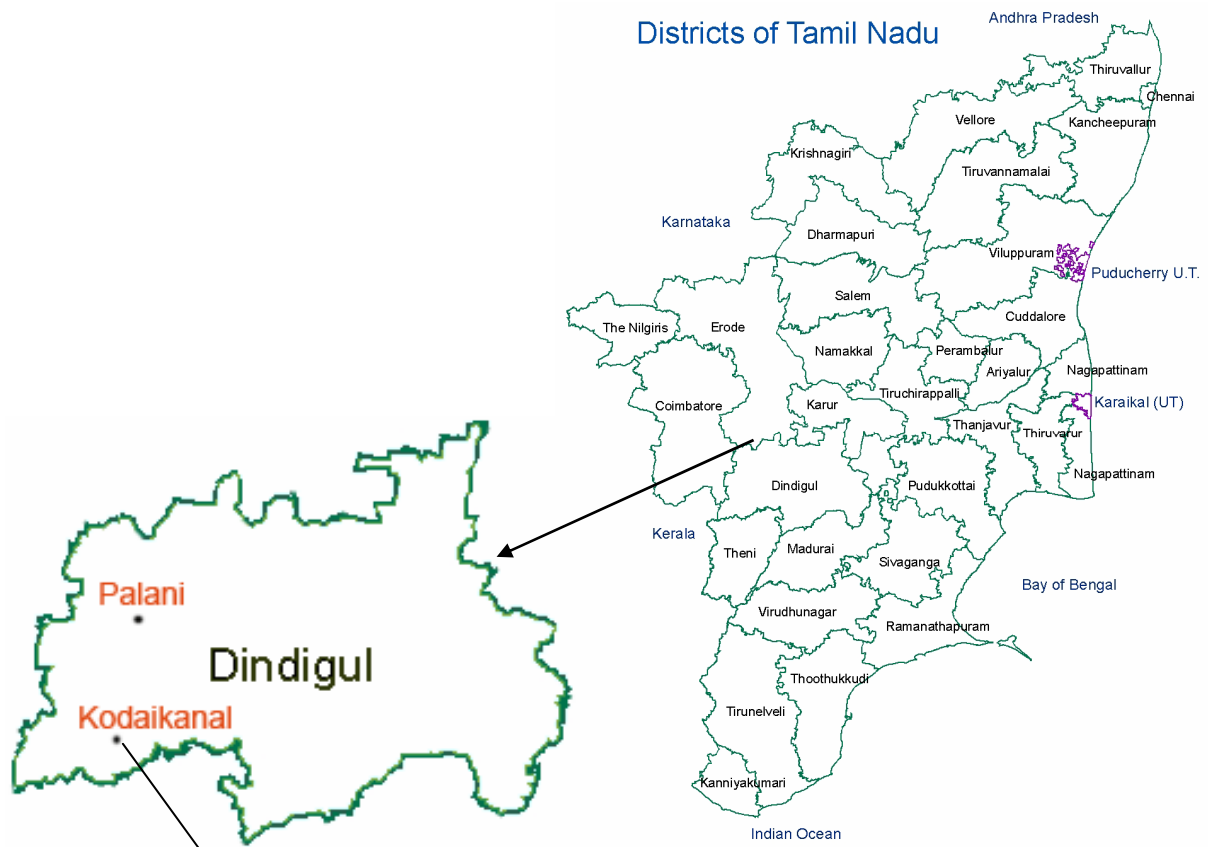 Andhra Pradesh
Districts of Tamil Nadu
Thiruvallur
Chennai
Vellore
Kancheepuram
Krishnagiri
Tiruvannamalai
Karnataka
Dharmapuri
Viluppuram
Puducherry U.T.
Salem
Cuddalore
The Nilgiris
Erode
Namakkal
Perambalur
Ariyalur
Nagapattinam
Tiruchirappalli
Coimbatore
Karur
Karaikal (UT)
Thanjavur
Thiruvarur
Nagapattinam
Dindigul
Pudukkottai
Kerala
Theni
Madurai
Sivaganga
Bay of Bengal
Virudhunagar
Ramanathapuram
Thoothukkudi
Tirunelveli
Kanniyakumari
Indian Ocean
Palani
Dindigul
Kodaikanal